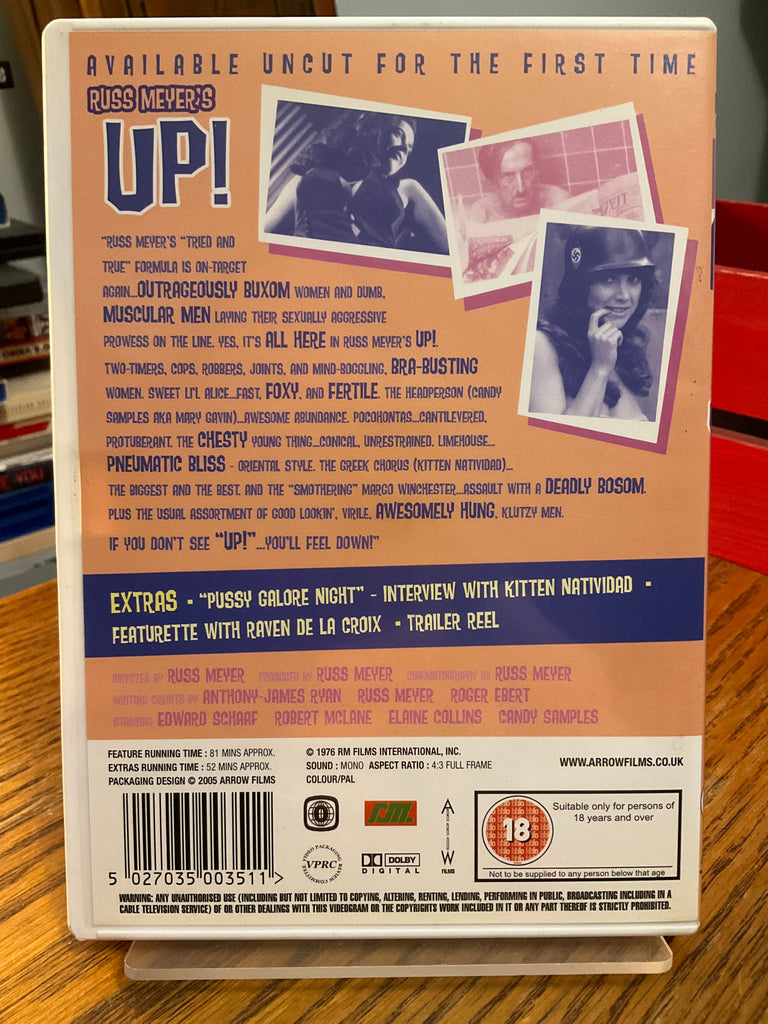 AVAILABLE UNCUT FOR THE FIRST TIME
RUSS MEYER'S
UP!
"RUSS MEYER'S "TRIED AND
TRUE" FORMULA IS ON-TARGET
AGAIN...OUTRAGEOUSLY BUXOM WOMEN AND DUMB,
MUSCULAR MEN LAYING THEIR SEXUALLY AGGRESSIVE
PROWESS ON THE LINE. YES, IT'S ALL HERE IN RUSS MEYER'S UP!.
TWO-TIMERS, COPS, ROBBERS, JOINTS, AND MIND-BOGGLING, BRA-BUSTING
WOMEN. SWEET LI'L ALICE...FAST, FOXY, AND FERTILE. THE HEADPERSON (CANDY
SAMPLES AKA MARY GAVIN)...AWESOME ABUNDANCE. POCOHONTAS...CANTILEVERED,
PROTUBERANT. THE CHESTY YOUNG THING...CONICAL, UNRESTRAINED. LIMEHOUSE...
PNEUMATIC BLISS - ORIENTAL STYLE. THE GREEK CHORUS (KITTEN NATIVIDAD)...
THE BIGGEST AND THE BEST. AND THE "SMOTHERING" MARGO WINCHESTER...ASSAULT WITH A DEADLY BOSOM.
PLUS THE USUAL ASSORTMENT OF GOOD LOOKIN', VIRILE, AWESOMELY HUNG, KLUTZY MEN.
IF YOU DON'T SEE "UP!"...YOU'LL FEEL DOWN!"
EXTRAS • "PUSSY GALORE NIGHT" - INTERVIEW WITH KITTEN NATIVIDAD •
FEATURETTE WITH RAVEN DE LA CROIX • TRAILER REEL
DIRECTED BY RUSS MEYER PRODUCED BY RUSS MEYER CINEMATOGRAPHY BY RUSS MEYER
WRITING CREDITS BY ANTHONY-JAMES RYAN RUSS MEYER ROGER EBERT
STARRING EDWARD SCHAAF ROBERT MCLANE ELAINE COLLINS CANDY SAMPLES
FEATURE RUNNING TIME : 81 MINS APPROX.
EXTRAS RUNNING TIME : 52 MINS APPROX.
PACKAGING DESIGN © 2005 ARROW FILMS
© 1976 RM FILMS INTERNATIONAL, INC.
SOUND : MONO ASPECT RATIO : 4:3 FULL FRAME
COLOUR/PAL
WWW.ARROWFILMS.CO.UK
5 027035 003511 >
0
RM.
VIDEO PACKAGING REVIEW COMMITTEE
VPRC
DOLBY
DIGITAL
ARROW
FILMS
18
Suitable only for persons of
18 years and over
Not to be supplied to any person below that age
WARNING: ANY UNAUTHORISED USE (INCLUDING BUT NOT LIMITED TO COPYING, ALTERING, RENTING, LENDING, PERFORMING IN PUBLIC, BROADCASTING INCLUDING IN A
CABLE TELEVISION SERVICE) OF OR OTHER DEALINGS WITH THIS VIDEOGRAM OR THE COPYRIGHTS WORK INCLUDED IN IT OR ANY PART THEREOF IS STRICTLY PROHIBITED.